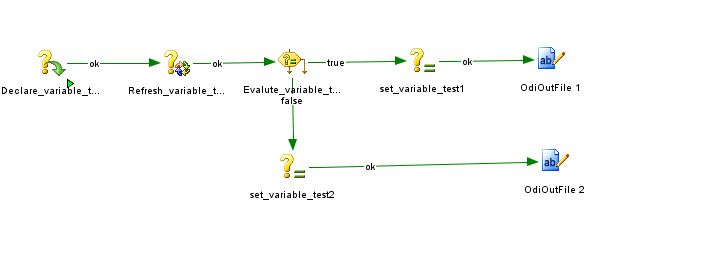 ok
ok
true
ok
Declare_variable_t...
Refresh_variable_t...
Evalute_variable_t...
false
set_variable_test1
OdiOutFile 1
ok
set_variable_test2
OdiOutFile 2